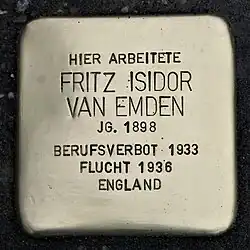 HIER ARBEITETE
FRITZ ISIDOR
VAN EMDEN
JG. 1898
BERUFSVERBOT 1933
FLUCHT 1936
ENGLAND